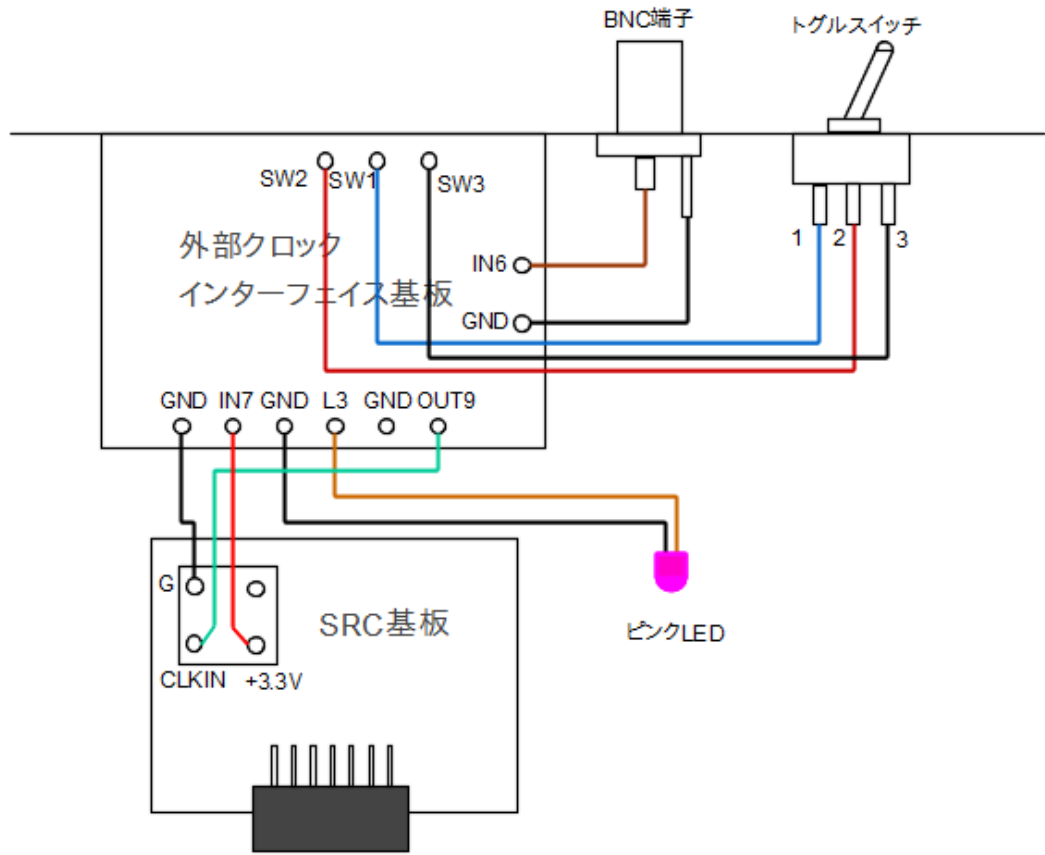 BNC端子
トグルスイッチ
SW2
SW1
SW3
1
2
3
外部クロック
インターフェイス基板
IN6
GND
GND
IN7
GND
L3
GND
OUT9
G
SRC基板
CLKIN
+3.3V
ピンクLED